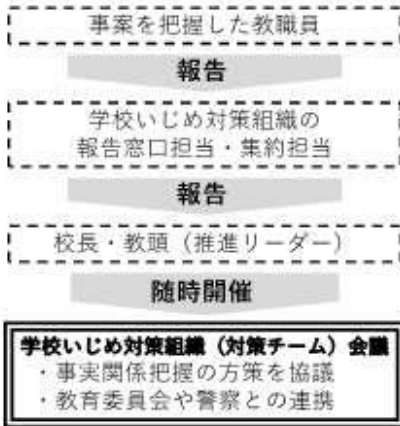 事案を把握した教職員
報告
学校いじめ対策組織の
報告窓口担当・集約担当
報告
校長・教頭（推進リーダー）
随時開催
学校いじめ対策組織（対策チーム）会議
・事実関係把握の方策を協議
・教育委員会や警察との連携